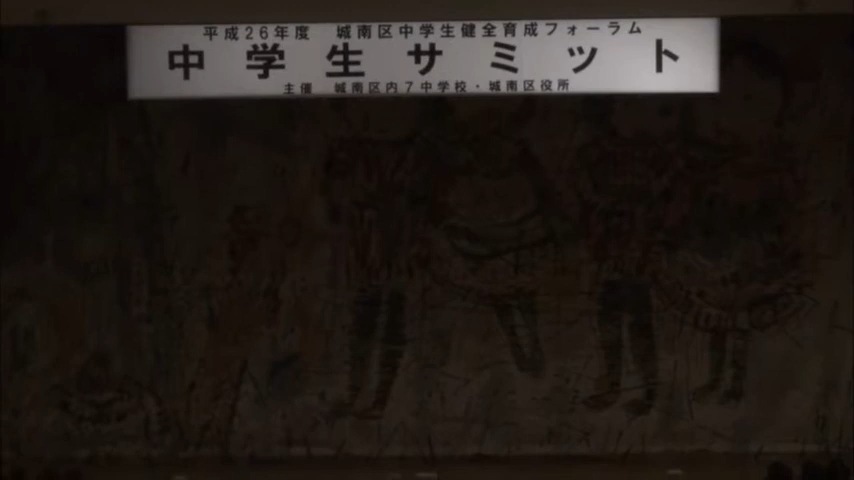 平成26年度 城南区中学生健全育成フォーラム
中学生サミット
主催 城南区内7中学校・城南区役所